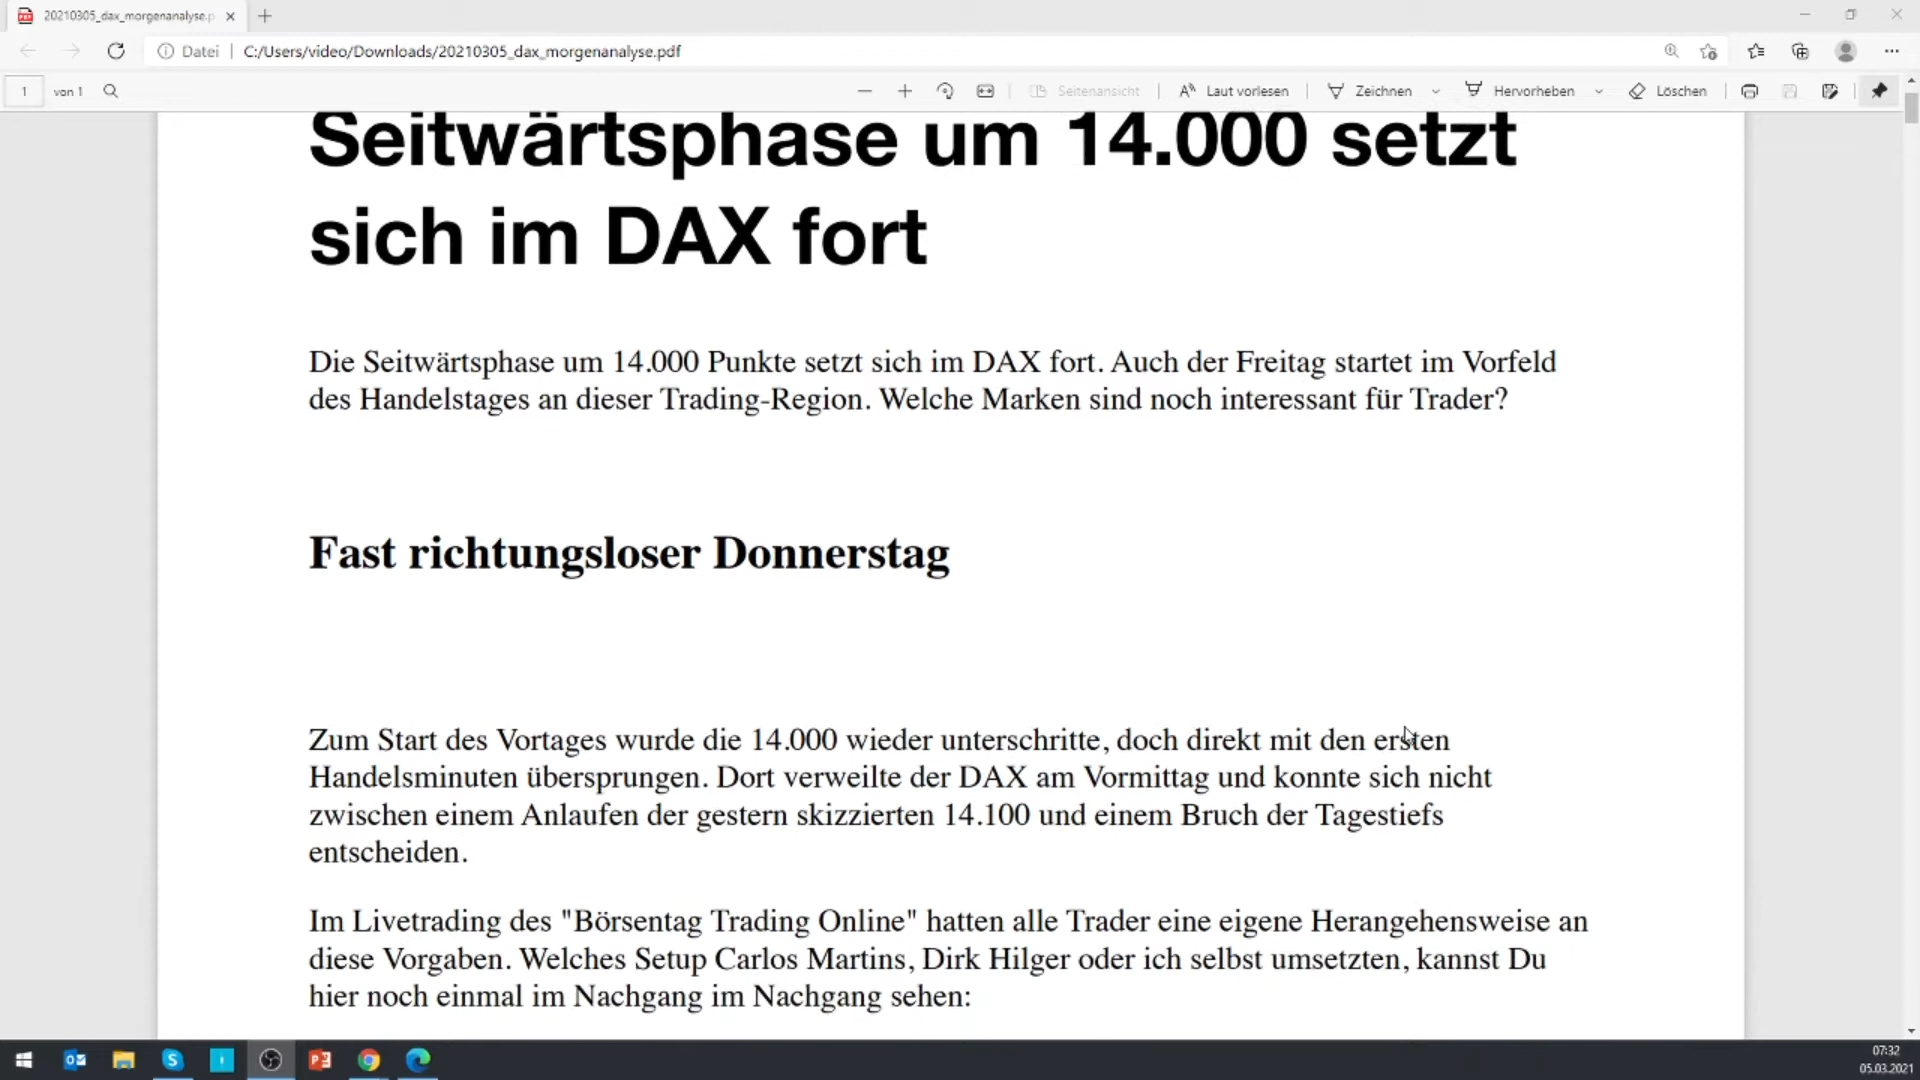 20210305_dax_morgenanalyse.p
Datei
C:/Users/video/Downloads/20210305_dax_morgenanalyse.pdf
1 von 1
Seitenansicht
Laut vorlesen
Zeichnen
Hervorheben
Löschen
Seitwärtsphase um 14.000 setzt
sich im DAX fort
Die Seitwärtsphase um 14.000 Punkte setzt sich im DAX fort. Auch der Freitag startet im Vorfeld
des Handelstages an dieser Trading-Region. Welche Marken sind noch interessant für Trader?
Fast richtungsloser Donnerstag
Zum Start des Vortages wurde die 14.000 wieder unterschritte, doch direkt mit den ersten
Handelsminuten übersprungen. Dort verweilte der DAX am Vormittag und konnte sich nicht
zwischen einem Anlaufen der gestern skizzierten 14.100 und einem Bruch der Tagestiefs
entscheiden.
Im Livetrading des "Börsentag Trading Online" hatten alle Trader eine eigene Herangehensweise an
diese Vorgaben. Welches Setup Carlos Martins, Dirk Hilger oder ich selbst umsetzten, kannst Du
hier noch einmal im Nachgang im Nachgang sehen:
07:32
05.03.2021